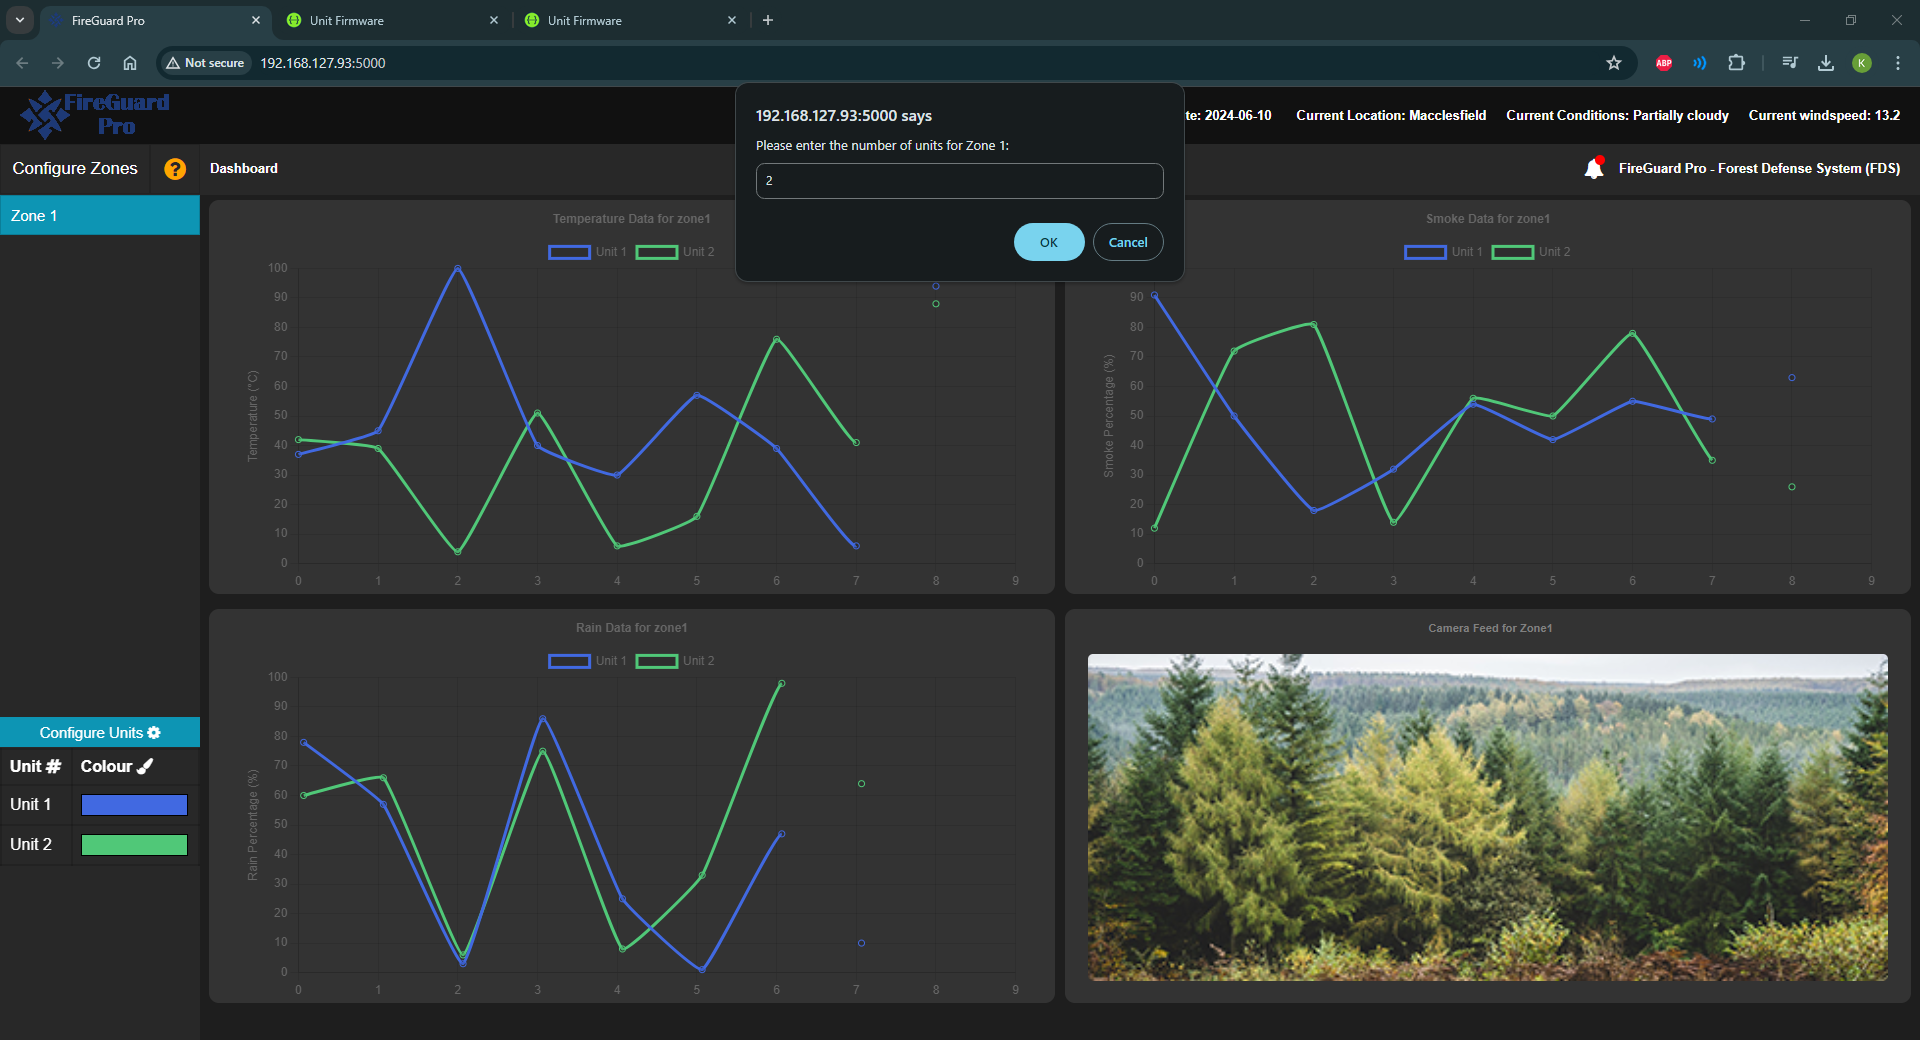 FireGuard Pro
Unit Firmware
Unit Firmware
Not secure
192.168.127.93:5000
ABP
K
FireGuard
Pro
te: 2024-06-10
Current Location: Macclesfield
Current Conditions: Partially cloudy
Current windspeed: 13.2
192.168.127.93:5000 says
Please enter the number of units for Zone 1:
2
OK
Cancel
Configure Zones
?
Dashboard
FireGuard Pro - Forest Defense System (FDS)
Zone 1
Temperature Data for zone1
Unit 1
Unit 2
100
90
80
70
60
50
40
30
20
10
0
Temperature (°C)
0 1 2 3 4 5 6 7 8 9
Smoke Data for zone1
Unit 1
Unit 2
90
80
70
60
50
40
30
20
10
0
Smoke Percentage (%)
0 1 2 3 4 5 6 7 8 9
Configure Units
Unit #
Colour
Unit 1
Unit 2
Rain Data for zone1
Unit 1
Unit 2
100
90
80
70
60
50
40
30
20
10
0
Rain Percentage (%)
0 1 2 3 4 5 6 7 8 9
Camera Feed for Zone1